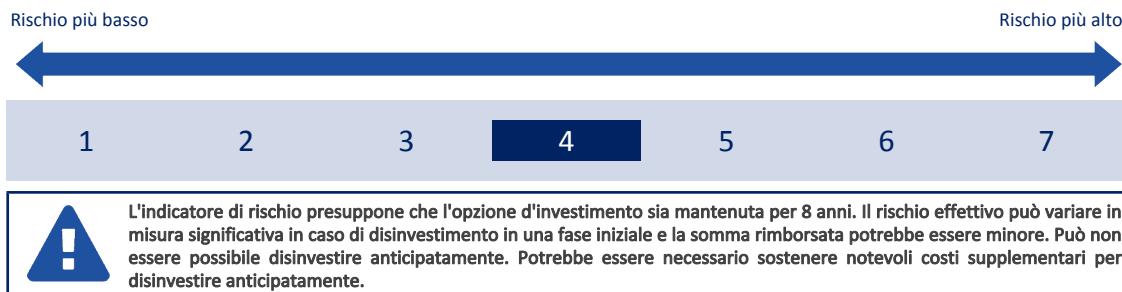 Rischio più basso Rischio più alto
1 2 3 4 5 6 7
L'indicatore di rischio presuppone che l'opzione d'investimento sia mantenuta per 8 anni. Il rischio effettivo può variare in
misura significativa in caso di disinvestimento in una fase iniziale e la somma rimborsata potrebbe essere minore. Può non
essere possibile disinvestire anticipatamente. Potrebbe essere necessario sostenere notevoli costi supplementari per
disinvestire anticipatamente.